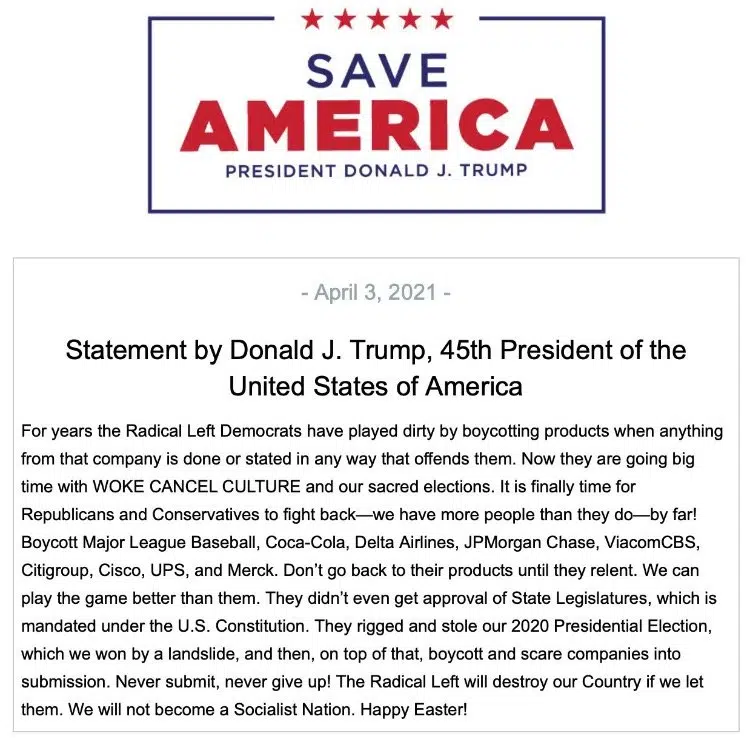 SAVE
AMERICA
PRESIDENT DONALD J. TRUMP
- April 3, 2021 -
Statement by Donald J. Trump, 45th President of the
United States of America
For years the Radical Left Democrats have played dirty by boycotting products when anything
from that company is done or stated in any way that offends them. Now they are going big
time with WOKE CANCEL CULTURE and our sacred elections. It is finally time for
Republicans and Conservatives to fight back—we have more people than they do—by far!
Boycott Major League Baseball, Coca-Cola, Delta Airlines, JPMorgan Chase, ViacomCBS,
Citigroup, Cisco, UPS, and Merck. Don’t go back to their products until they relent. We can
play the game better than them. They didn’t even get approval of State Legislatures, which is
mandated under the U.S. Constitution. They rigged and stole our 2020 Presidential Election,
which we won by a landslide, and then, on top of that, boycott and scare companies into
submission. Never submit, never give up! The Radical Left will destroy our Country if we let
them. We will not become a Socialist Nation. Happy Easter!